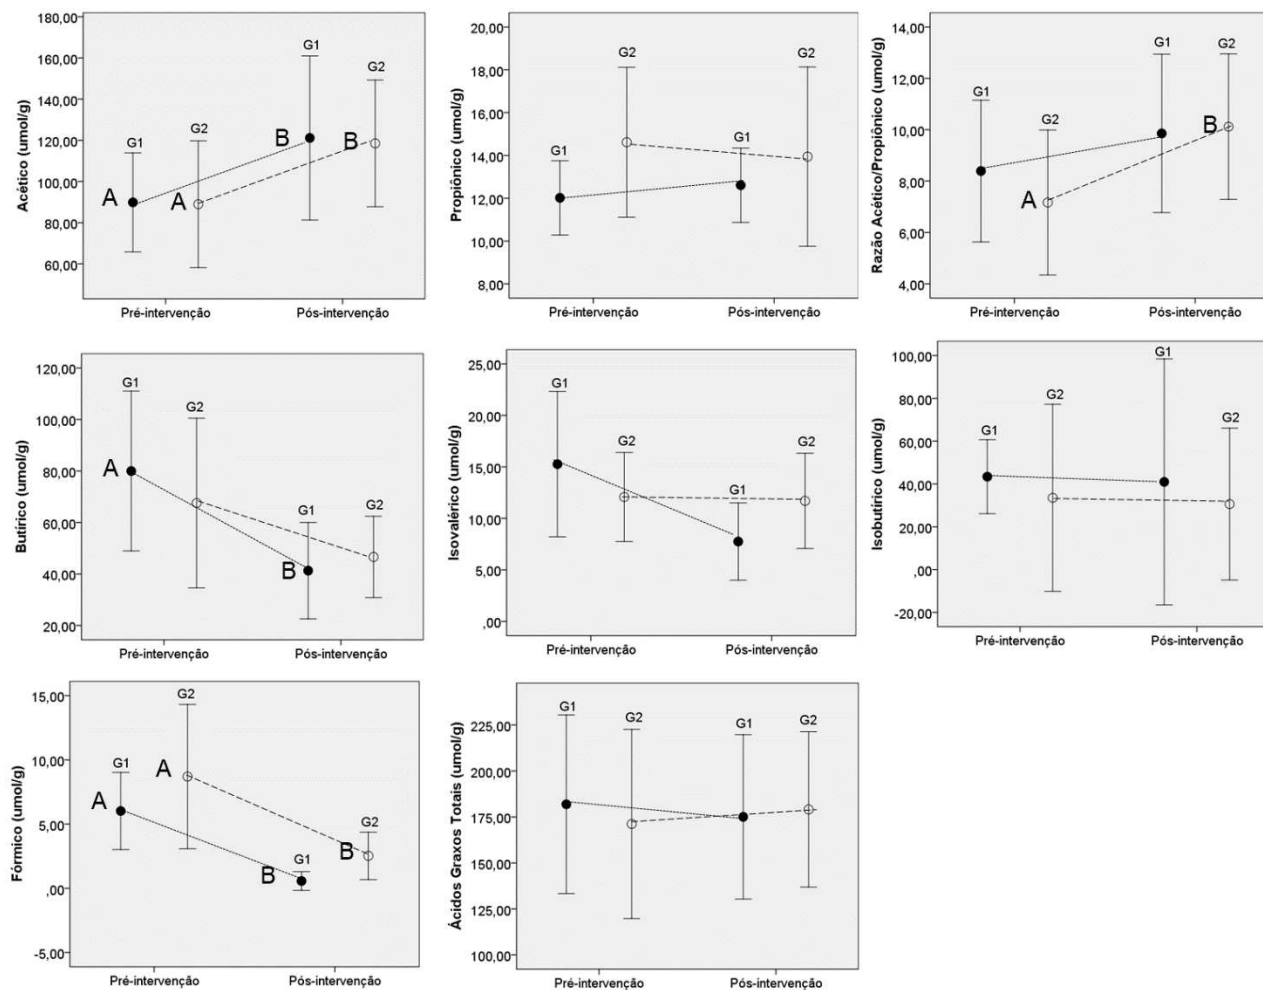 Acético (umol/g)
180,00
160,00
140,00
120,00
100,00
80,00
60,00
G1
G2
G1
G2
A
A
B
B
Pré-intervenção
Pós-intervenção
Propiônico (umol/g)
20,00
18,00
16,00
14,00
12,00
10,00
8,00
G1
G2
G1
G2
Pré-intervenção
Pós-intervenção
Razão Acético/Propiônico (umol/g)
14,00
12,00
10,00
8,00
6,00
4,00
G1
G2
G1
G2
A
B
Pré-intervenção
Pós-intervenção
Butírico (umol/g)
120,00
100,00
80,00
60,00
40,00
20,00
G1
G2
G1
G2
A
B
Pré-intervenção
Pós-intervenção
Isovalérico (umol/g)
25,00
20,00
15,00
10,00
5,00
,00
G1
G2
G1
G2
Pré-intervenção
Pós-intervenção
Isobutírico (umol/g)
100,00
80,00
60,00
40,00
20,00
,00
-20,00
G1
G2
G1
G2
Pré-intervenção
Pós-intervenção
Fórmico (umol/g)
15,00
10,00
5,00
,00
-5,00
G1
G2
G1
G2
A
A
B
B
Pré-intervenção
Pós-intervenção
Ácidos Graxos Totais (umol/g)
225,00
200,00
175,00
150,00
125,00
100,00
G1
G2
G1
G2
Pré-intervenção
Pós-intervenção